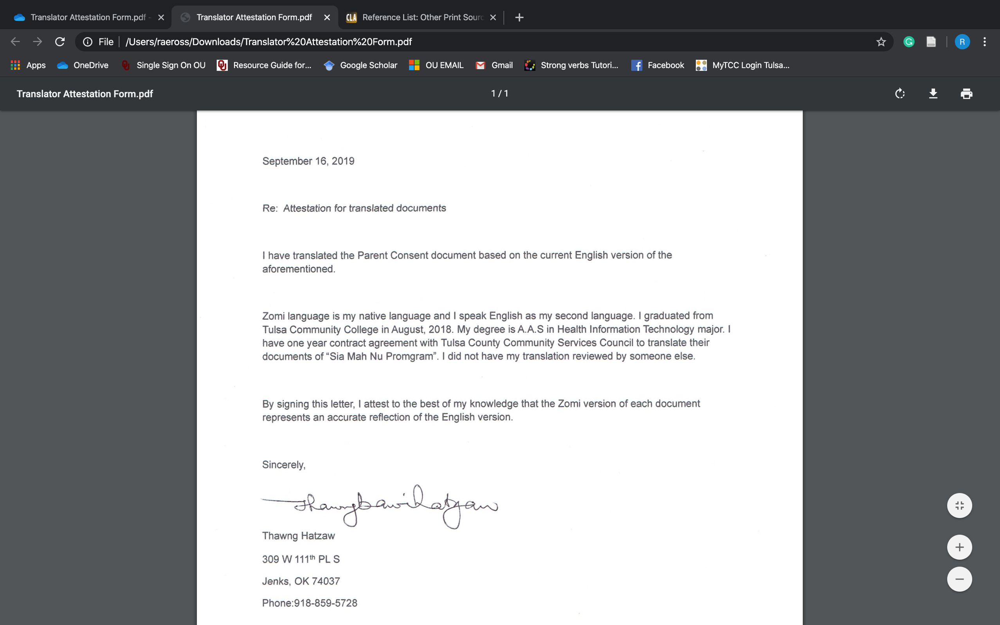 Translator Attestation Form.pdf -
Translator Attestation Form.pdf
CLA Reference List: Other Print Sourc
File /Users/raeross/Downloads/Translator%20Attestation%20Form.pdf
G
R
Apps OneDrive Single Sign On OU Resource Guide for... Google Scholar OU EMAIL Gmail Strong verbs Tutori... Facebook MyTCC Login Tulsa...
Translator Attestation Form.pdf 1 / 1
September 16, 2019
Re: Attestation for translated documents
I have translated the Parent Consent document based on the current English version of the
aforementioned.
Zomi language is my native language and I speak English as my second language. I graduated from
Tulsa Community College in August, 2018. My degree is A.A.S in Health Information Technology major. I
have one year contract agreement with Tulsa County Community Services Council to translate their
documents of “Sia Mah Nu Promgram”. I did not have my translation reviewed by someone else.
By signing this letter, I attest to the best of my knowledge that the Zomi version of each document
represents an accurate reflection of the English version.
Sincerely,
Thawngbawihatzaw
Thawng Hatzaw
309 W 111th PL S
Jenks, OK 74037
Phone:918-859-5728